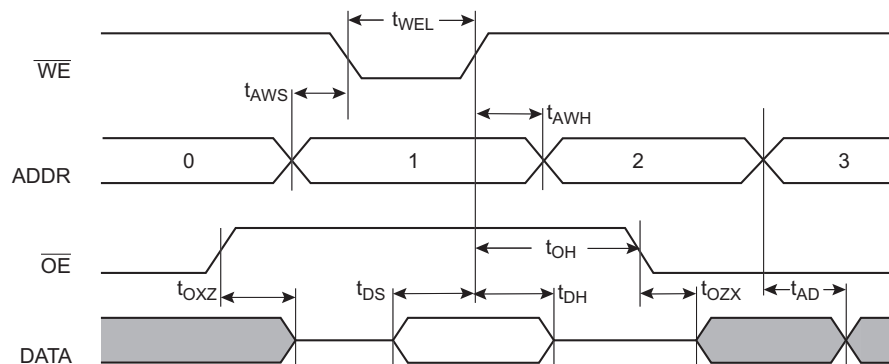 tWEL
WE
tAWS
tAWH
ADDR
0
1
2
3
OE
tOH
tOXZ
tDS
tDH
tOZX
tAD
DATA